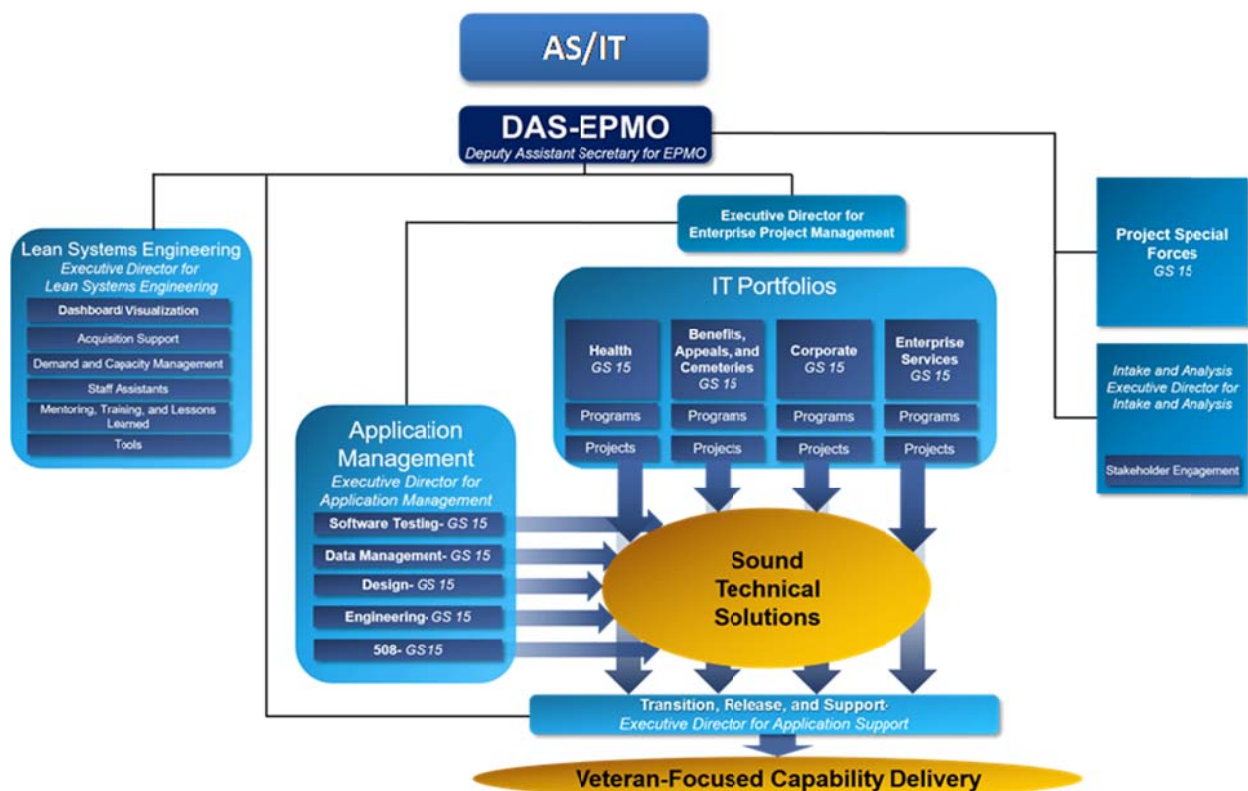 AS/IT
DAS-EPMO
Deputy Assistant Secretary for EPMO
Executive Director for
Enterprise Project Management
Lean Systems Engineering
Executive Director for
Lean Systems Engineering
Dashboard/Visualization
Acquisition Support
Demand and Capacity Management
Staff Assistants
Mentoring, Training, and Lessons
Learned
Tools
Project Special
Forces
GS 15
Intake and Analysis
Executive Director for
Intake and Analysis
Stakeholder Engagement
IT Portfolios
Health
GS 15
Programs
Projects
Benefits,
Appeals, and
Cemeteries
GS 15
Programs
Projects
Corporate
GS 15
Programs
Projects
Enterprise
Services
GS 15
Programs
Projects
Application
Management
Executive Director for
Application Management
Software Testing- GS 15
Data Management- GS 15
Design- GS 15
Engineering- GS 15
508- GS15
Sound
Technical
Solutions
Transition, Release, and Support-
Executive Director for Application Support
Veteran-Focused Capability Delivery